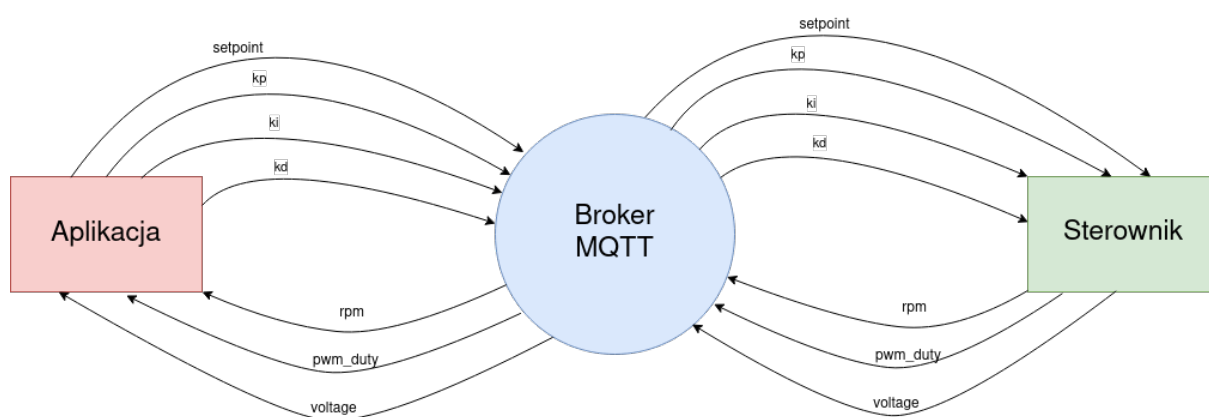 setpoint
kp
ki
kd
setpoint
kp
ki
kd
Aplikacja
Broker
MQTT
Sterownik
rpm
pwm_duty
voltage
rpm
pwm_duty
voltage